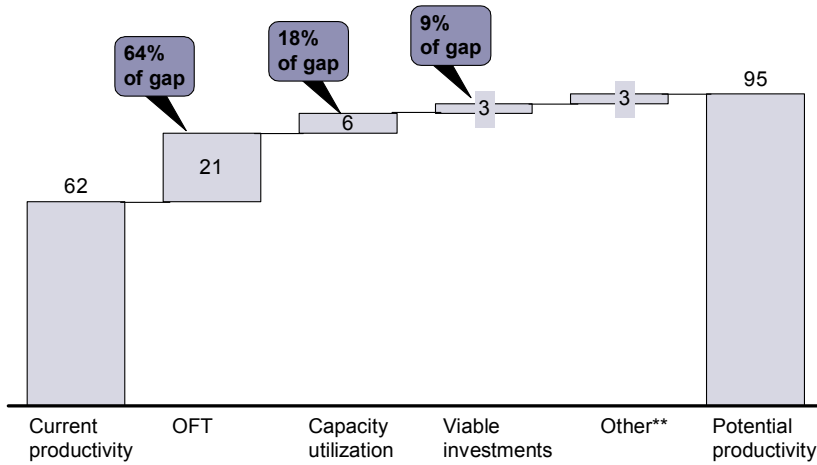 64%
of gap
18%
of gap
9%
of gap
62
21
6
3
3
95
Current
productivity
OFT
Capacity
utilization
Viable
investments
Other**
Potential
productivity